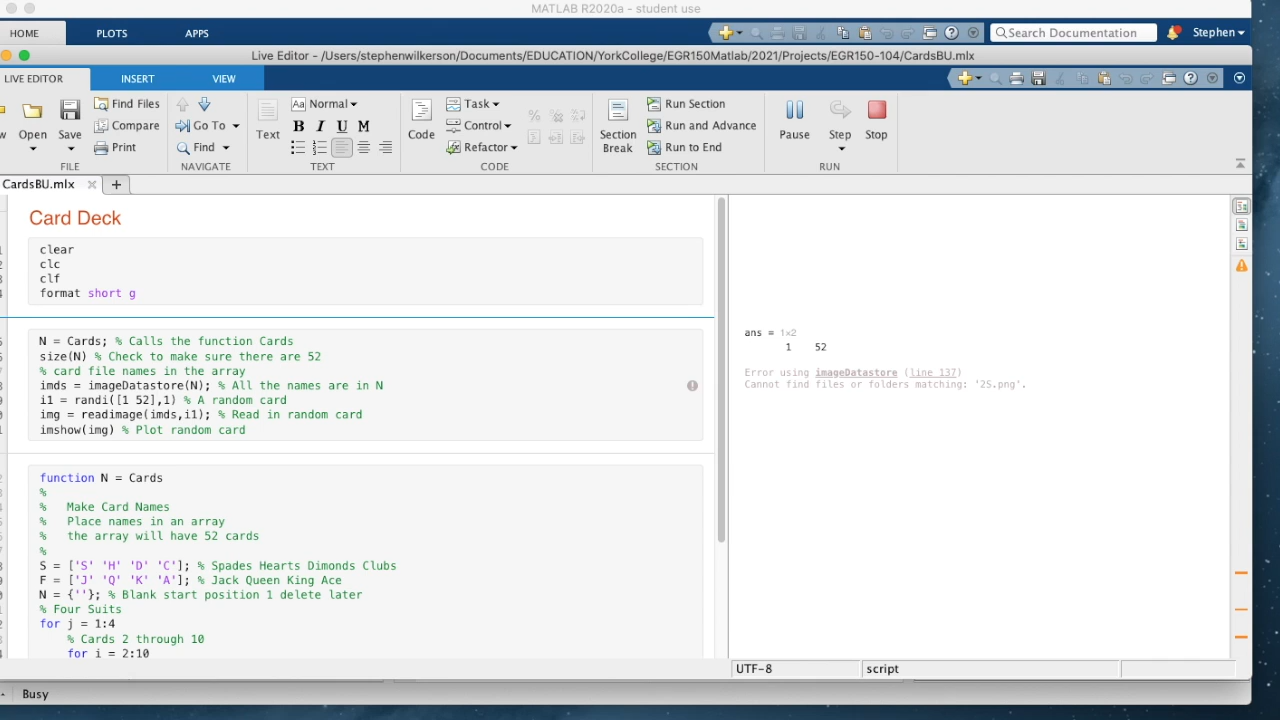 MATLAB R2020a - student use
HOME PLOTS APPS Search Documentation Stephen
Live Editor - /Users/stephenwilkerson/Documents/EDUCATION/YorkCollege/EGR150Matlab/2021/Projects/EGR150-104/CardsBU.mlx
LIVE EDITOR INSERT VIEW
Find Files Normal Task Run Section
Open Save Compare Go To Text B I U M Code Control Section Break Run and Advance Pause Step Stop
Print Find Refactor Run to End
FILE NAVIGATE TEXT CODE SECTION RUN
CardsBU.mlx
Card Deck
clear
clc
clf
format short g
N = Cards; % Calls the function Cards
size(N) % Check to make sure there are 52
% card file names in the array
imds = imageDatastore(N); % All the names are in N
i1 = randi([1 52],1) % A random card
img = readimage(imds,i1); % Read in random card
imshow(img) % Plot random card
function N = Cards
%
% Make Card Names
% Place names in an array
% the array will have 52 cards
%
S = ['S' 'H' 'D' 'C']; % Spades Hearts Dimonds Clubs
F = ['J' 'Q' 'K' 'A']; % Jack Queen King Ace
N = {''}; % Blank start position 1 delete later
% Four Suits
for j = 1:4
% Cards 2 through 10
for i = 2:10
ans = 1×2
1 52
Error using imageDatastore (line 137)
Cannot find files or folders matching: '2S.png'.
UTF-8 script
Busy